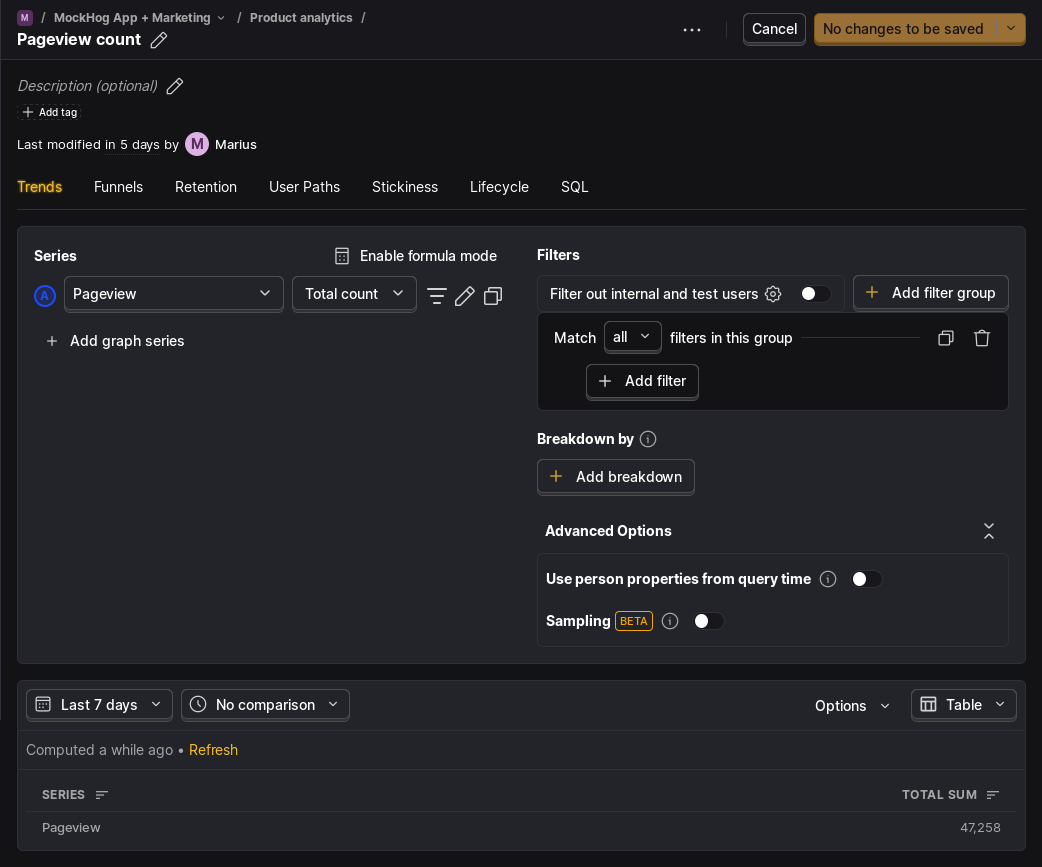 M / MockHog App + Marketing / Product analytics /
Pageview count
Cancel
No changes to be saved
Description (optional)
Add tag
Last modified in 5 days by M Marius
Trends Funnels Retention User Paths Stickiness Lifecycle SQL
Series
Enable formula mode
A Pageview Total count
Add graph series
Filters
Filter out internal and test users
Add filter group
Match all filters in this group
Add filter
Breakdown by
Add breakdown
Advanced Options
Use person properties from query time
Sampling BETA
Last 7 days No comparison Options Table
Computed a while ago • Refresh
SERIES TOTAL SUM
Pageview 47,258